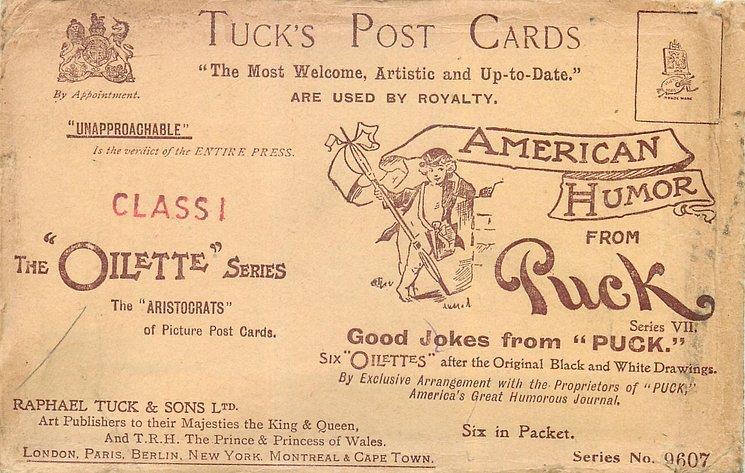 TUCK'S POST CARDS
"The Most Welcome, Artistic and Up-to-Date."
ARE USED BY ROYALTY.
By Appointment.
"UNAPPROACHABLE"
Is the verdict of the ENTIRE PRESS.
TRADE MARK
AMERICAN
HUMOR
FROM
Puck
Series VII.
CLASS I
THE "OILETTE" SERIES
The "ARISTOCRATS"
of Picture Post Cards.
Good Jokes from "PUCK."
SIX "OILETTES" after the Original Black and White Drawings.
By Exclusive Arrangement with the Proprietors of "PUCK,"
America's Great Humorous Journal.
RAPHAEL TUCK & SONS LTD.
Art Publishers to their Majesties the King & Queen,
And T.R.H. The Prince & Princess of Wales.
LONDON, PARIS, BERLIN, NEW YORK, MONTREAL & CAPE TOWN.
Six in Packet.
Series No. 9607